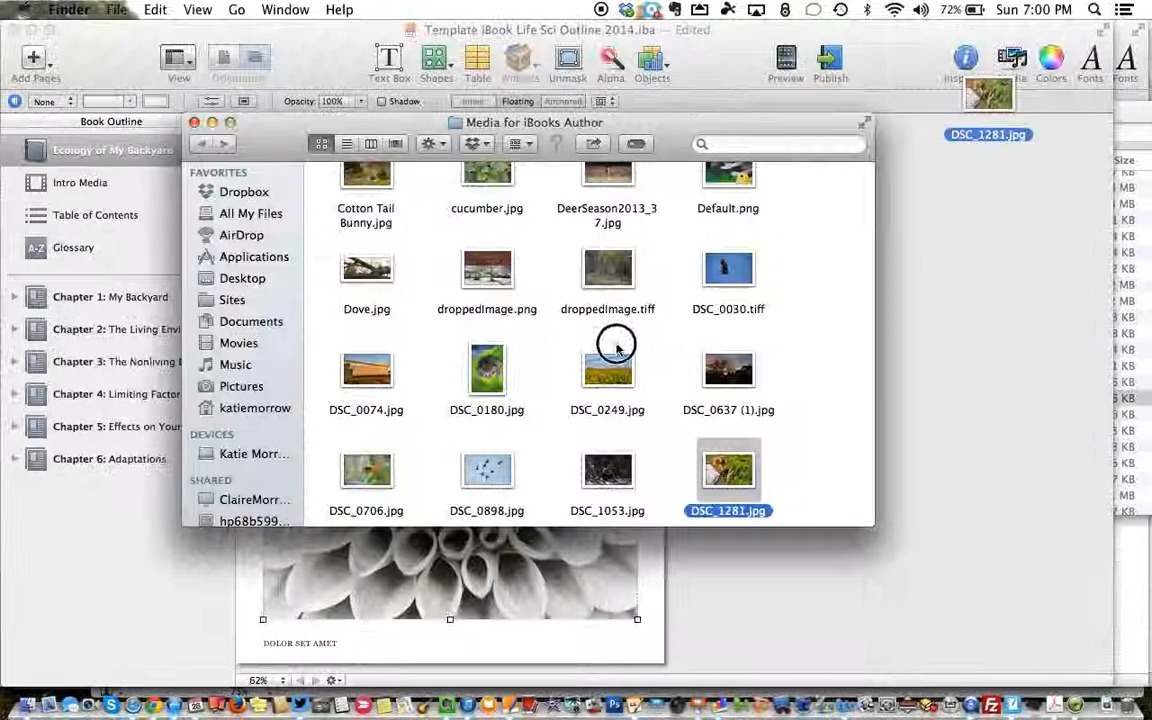 Finder File Edit View Go Window Help 72% Sun 7:00 PM
Template iBook Life Sci Outline 2014.iba — Edited
Add Pages View Text Box Shapes Table Unmask Alpha Objects Preview Publish Colors Fonts Fonts
None Opacity: 100% Shadow Floating Anchored
DSC_1281.jpg
Book Outline
Ecology of My Backyard
Intro Media
Table of Contents
A-Z Glossary
Chapter 1: My Backyard
Chapter 2: The Living Envi
Chapter 3: The Nonliving E
Chapter 4: Limiting Factor
Chapter 5: Effects on Your
Chapter 6: Adaptations
Media for iBooks Author
FAVORITES
Dropbox
All My Files
AirDrop
Applications
Desktop
Sites
Documents
Movies
Music
Pictures
katiemorrow
DEVICES
Katie Morr...
SHARED
ClaireMorr...
hp68b599...
Cotton Tail Bunny.jpg
cucumber.jpg
DeerSeason2013_37.jpg
Default.png
Dove.jpg
droppedImage.png
droppedImage.tiff
DSC_0030.tiff
DSC_0074.jpg
DSC_0180.jpg
DSC_0249.jpg
DSC_0637 (1).jpg
DSC_0706.jpg
DSC_0898.jpg
DSC_1053.jpg
DSC_1281.jpg
Size
DOLOR SET AMET
62%